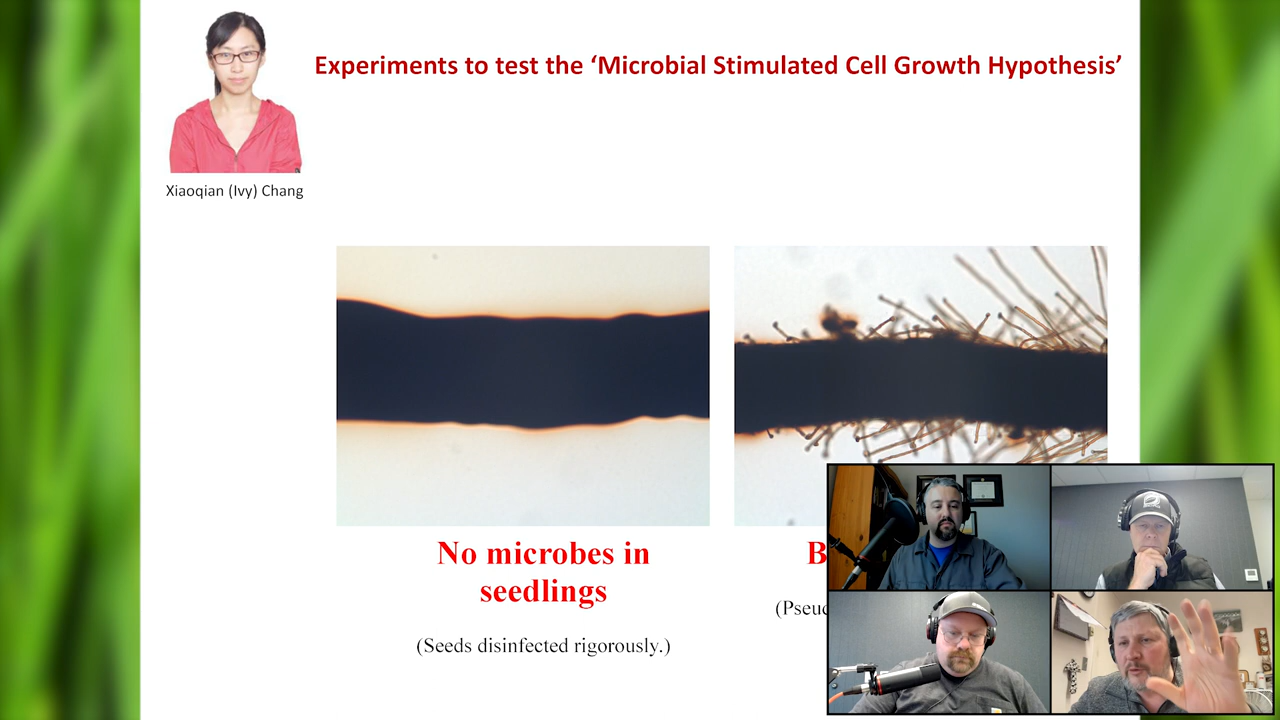 Experiments to test the ‘Microbial Stimulated Cell Growth Hypothesis’
Xiaoqian (Ivy) Chang
No microbes in
seedlings
(Seeds disinfected rigorously.)
B
(Pseud